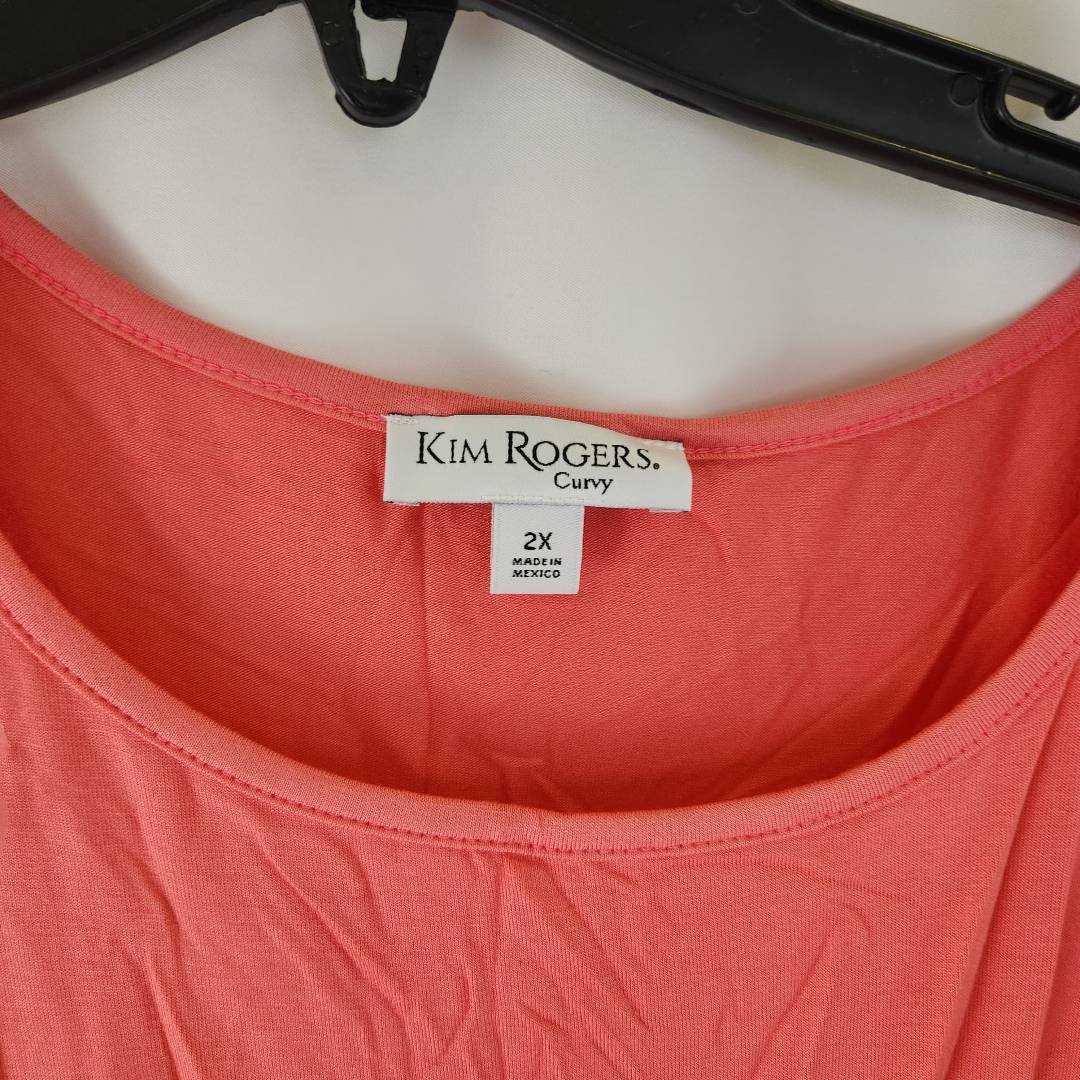 KIM ROGERS®
Curvy
2X
MADE IN
MEXICO